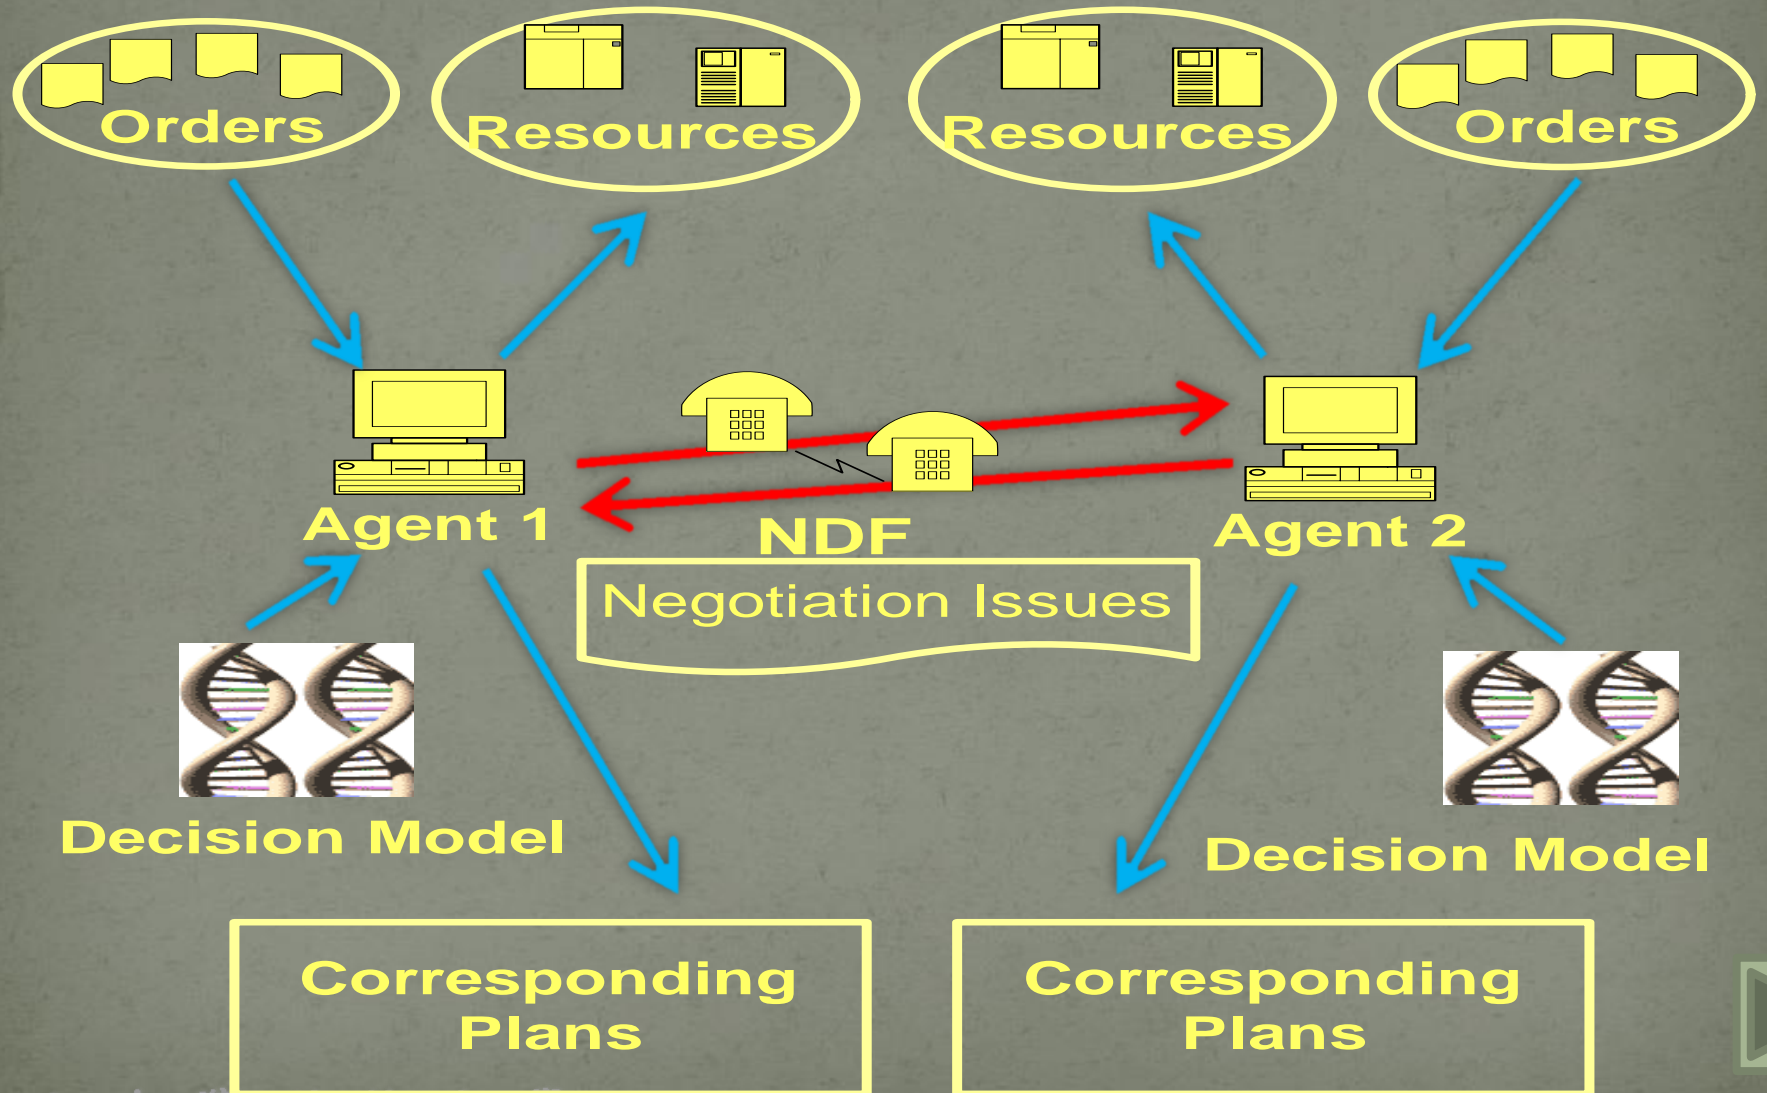 Orders
Resources
Resources
Orders
Agent 1
NDF
Agent 2
Negotiation Issues
Decision Model
Decision Model
Corresponding
Plans
Corresponding
Plans